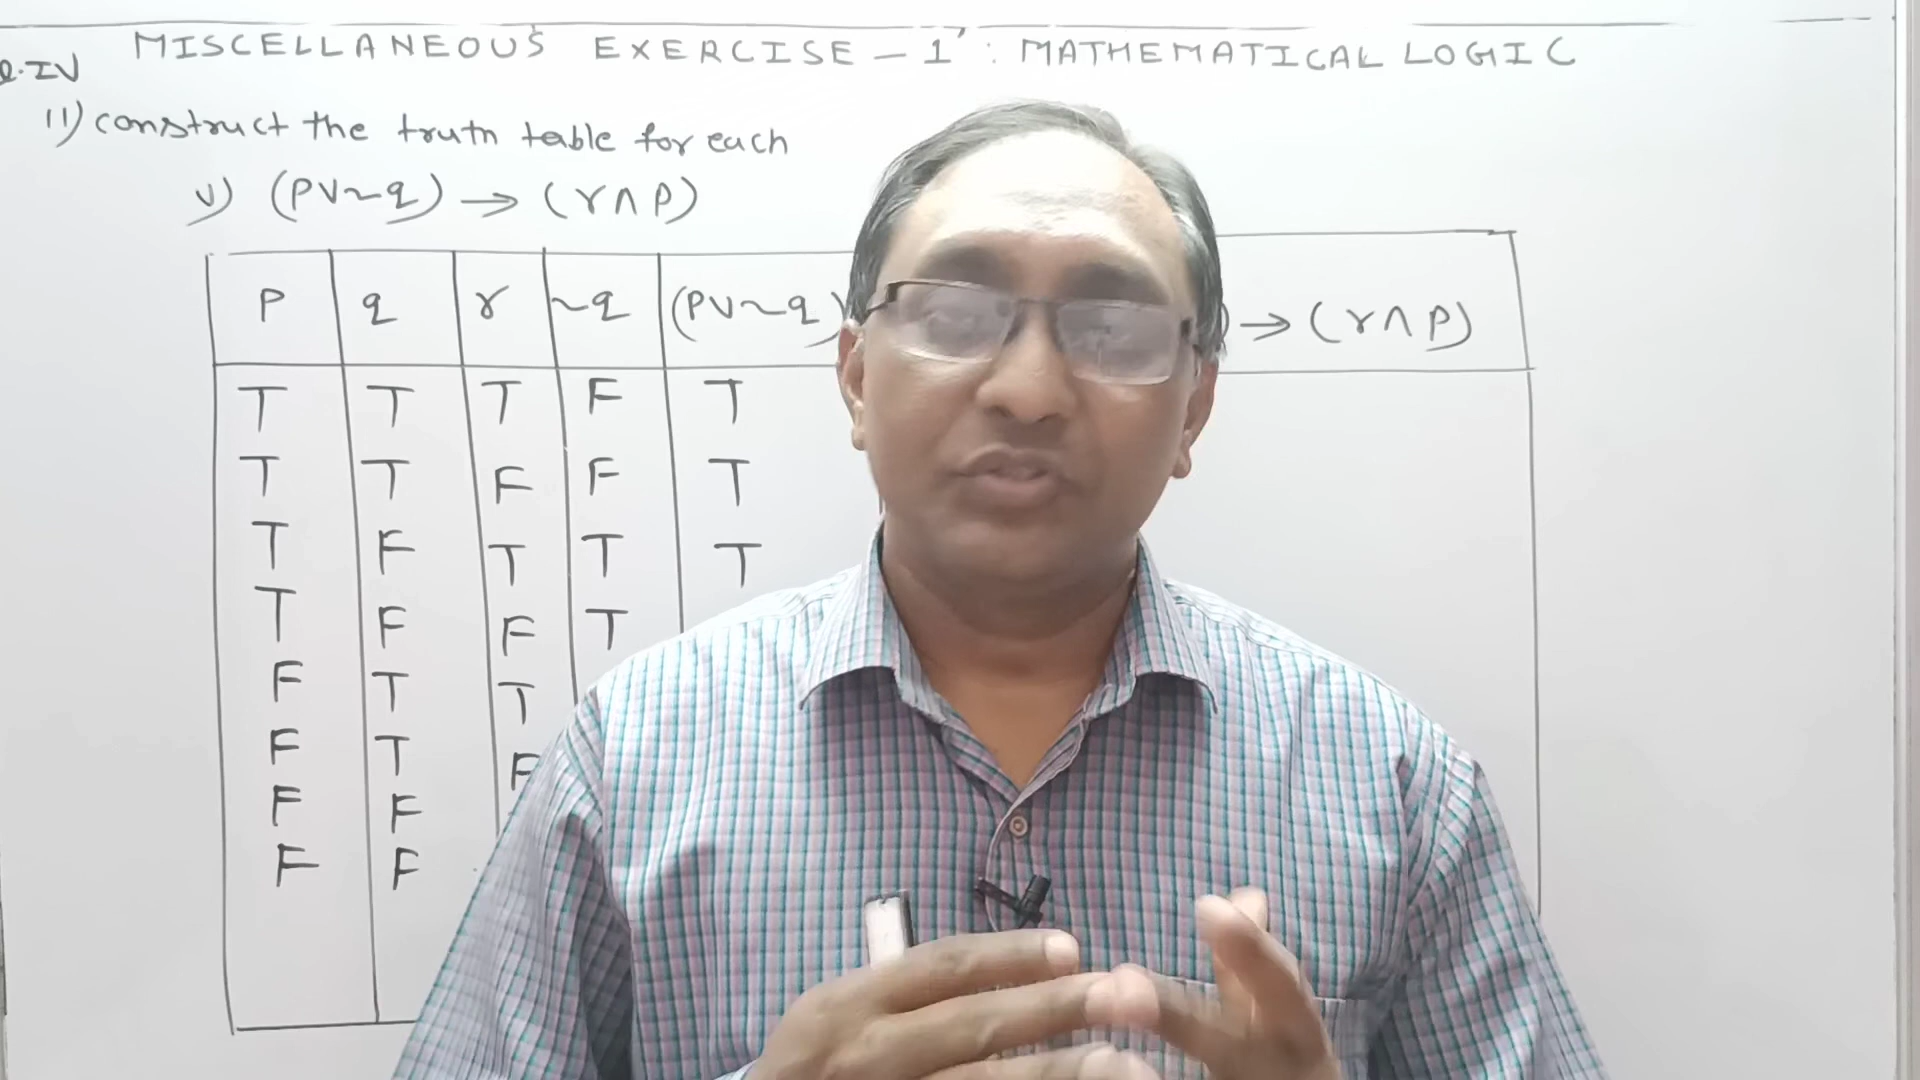 MISCELLANEOUS EXERCISE - 1 : MATHEMATICAL LOGIC
Q.IV
11) construct the truth table for each
v) (p∨~q) → (r∧p)
p q r ~q (p∨~q) ) → (r∧p)
T T T F T
T T F F T
T F T T T
T F F T
F T T
F T F
F F
F F